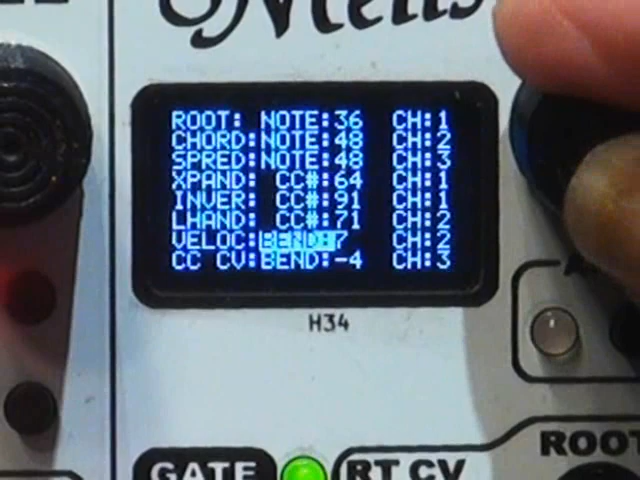 ROOT: NOTE:36 CH:1
CHORD:NOTE:48 CH:2
SPRED:NOTE:48 CH:3
XPAND: CC#:64 CH:1
INVER: CC#:91 CH:1
LHAND: CC#:71 CH:2
VELOC:BEND:7 CH:2
CC CV:BEND:-4 CH:3
H34
GATE RT CV ROOT